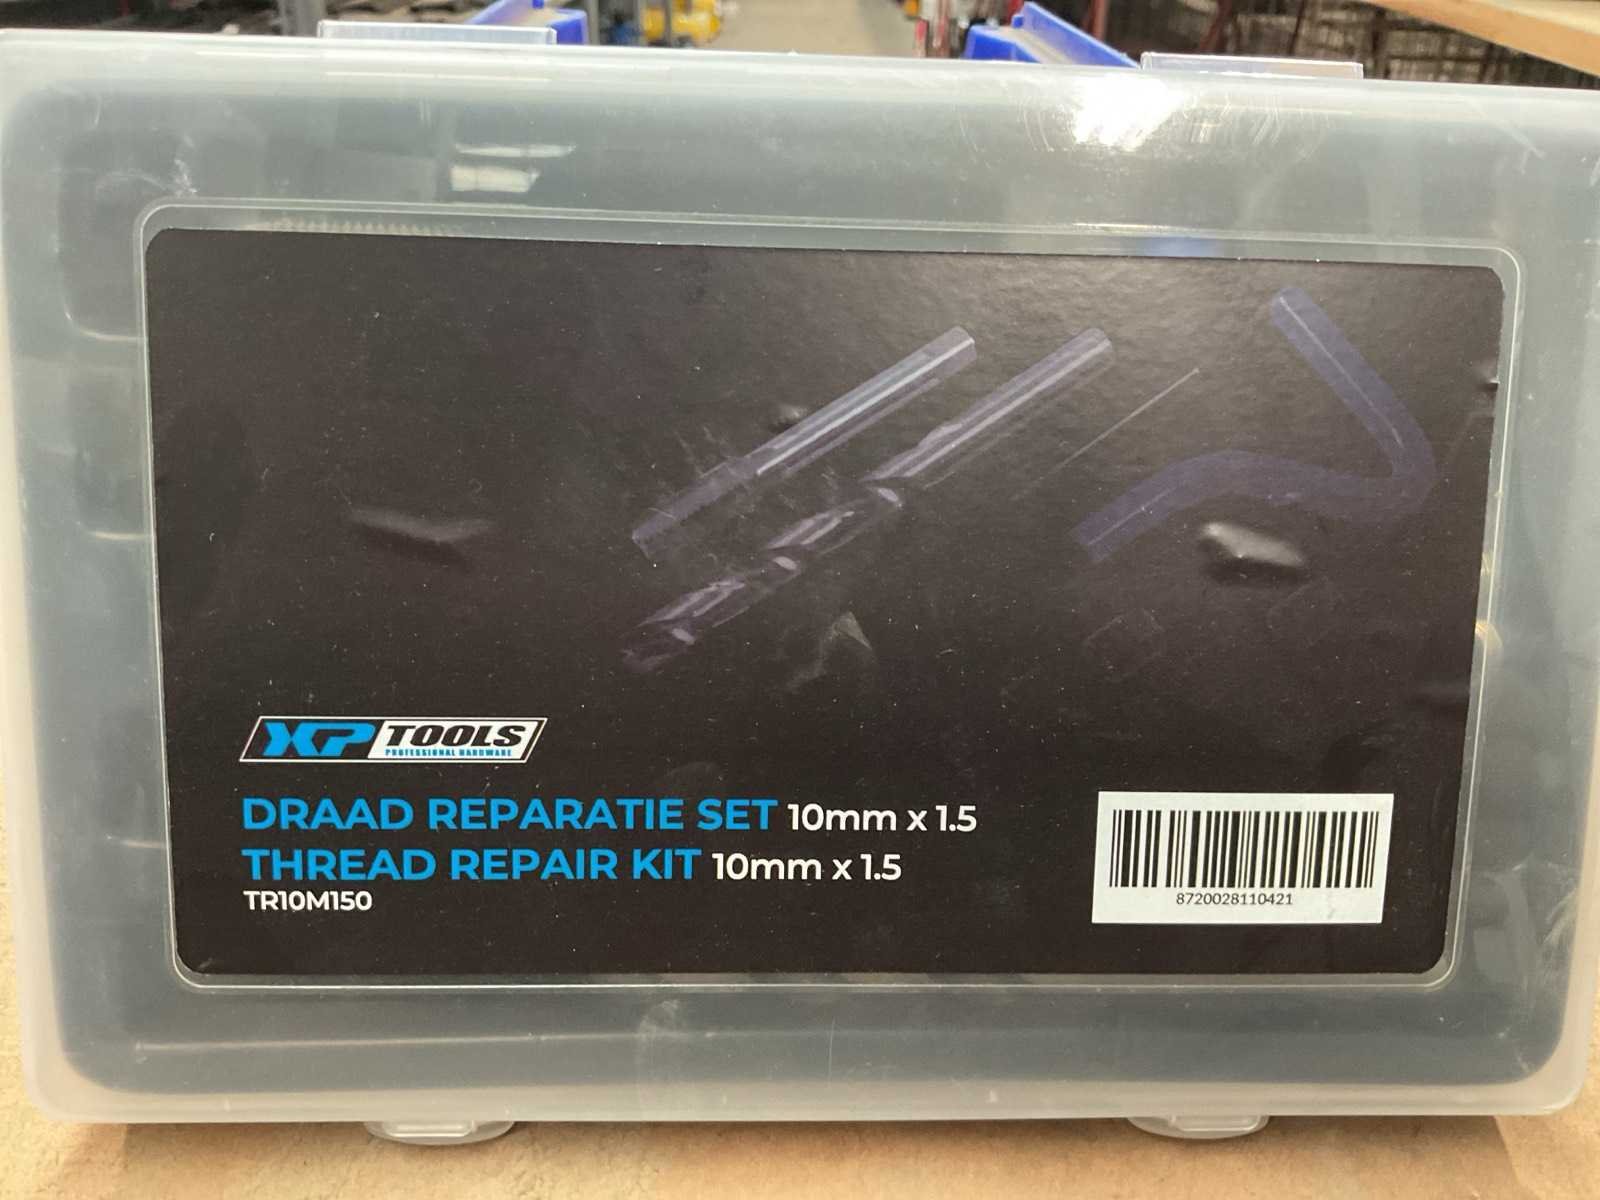 XP TOOLS
PROFESSIONAL HARDWARE
DRAAD REPARATIE SET 10mm x 1.5
THREAD REPAIR KIT 10mm x 1.5
TR10M150
8720028110421